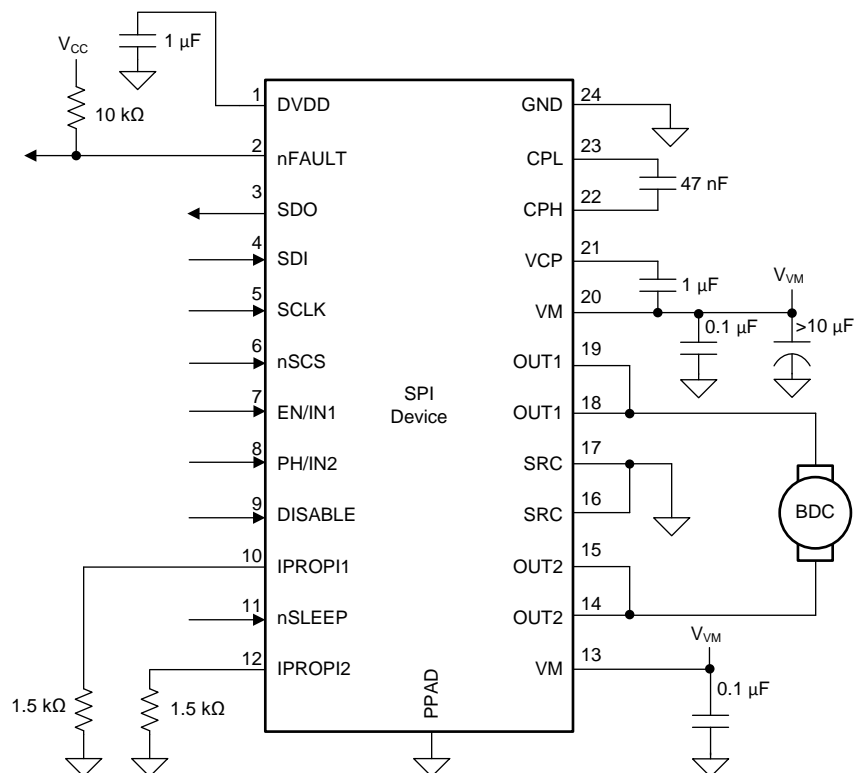 1 µF
VCC
10 kΩ
1
DVDD
2
nFAULT
3
SDO
4
SDI
5
SCLK
6
nSCS
7
EN/IN1
8
PH/IN2
9
DISABLE
10
IPROPI1
11
nSLEEP
12
IPROPI2
1.5 kΩ
1.5 kΩ
SPI
Device
PPAD
24
GND
23
CPL
22
CPH
47 nF
21
VCP
1 µF
20
VM
VVM
0.1 µF
>10 µF
19
OUT1
18
OUT1
17
SRC
16
SRC
BDC
15
OUT2
14
OUT2
13
VM
VVM
0.1 µF